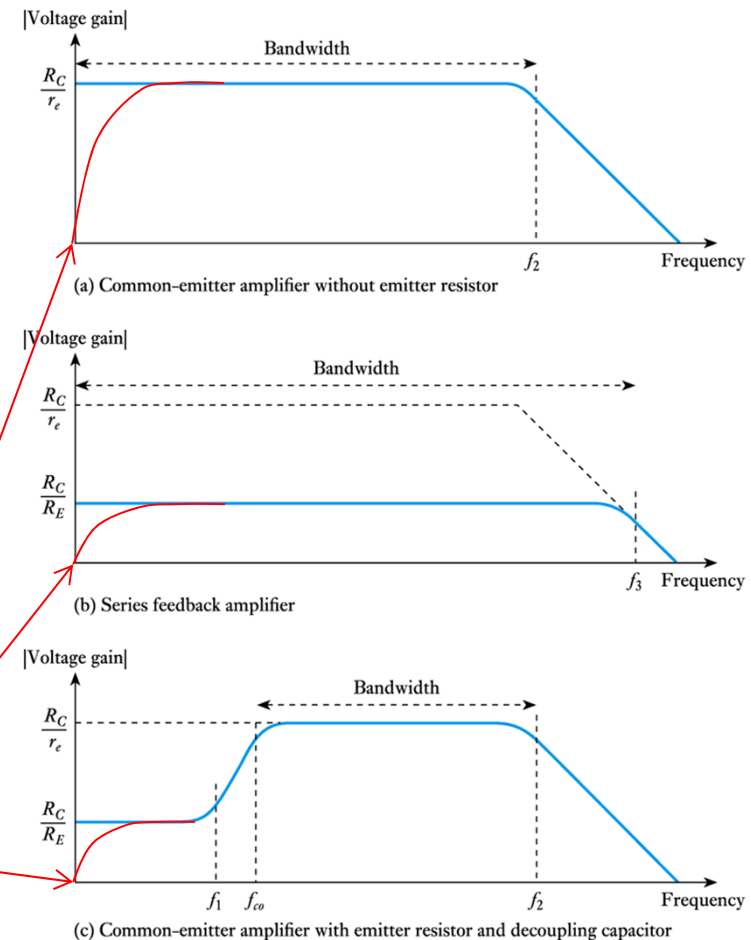 |Voltage gain|
Bandwidth
R_C
r_e
f_2
Frequency
(a) Common-emitter amplifier without emitter resistor
|Voltage gain|
Bandwidth
R_C
r_e
R_C
R_E
f_3
Frequency
(b) Series feedback amplifier
|Voltage gain|
Bandwidth
R_C
r_e
R_C
R_E
f_1
f_co
f_2
Frequency
(c) Common-emitter amplifier with emitter resistor and decoupling capacitor